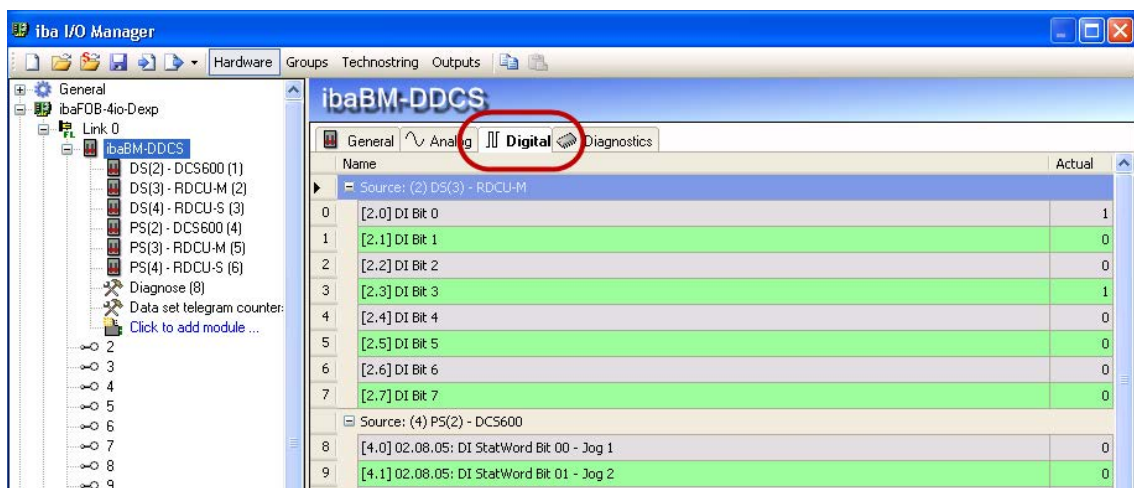 iba I/O Manager
Hardware Groups Technostring Outputs
General
ibaFOB-4io-Dexp
Link 0
ibaBM-DDCS
DS(2) - DCS600 (1)
DS(3) - RDCU-M (2)
DS(4) - RDCU-S (3)
PS(2) - DCS600 (4)
PS(3) - RDCU-M (5)
PS(4) - RDCU-S (6)
Diagnose (8)
Data set telegram counter:
Click to add module ...
2
3
4
5
6
7
8
9
ibaBM-DDCS
General Analog Digital Diagnostics
Name Actual
Source: (2) DS(3) - RDCU-M
0 [2.0] DI Bit 0 1
1 [2.1] DI Bit 1 0
2 [2.2] DI Bit 2 0
3 [2.3] DI Bit 3 1
4 [2.4] DI Bit 4 0
5 [2.5] DI Bit 5 0
6 [2.6] DI Bit 6 0
7 [2.7] DI Bit 7 0
Source: (4) PS(2) - DCS600
8 [4.0] 02.08.05: DI StatWord Bit 00 - Jog 1 0
9 [4.1] 02.08.05: DI StatWord Bit 01 - Jog 2 0